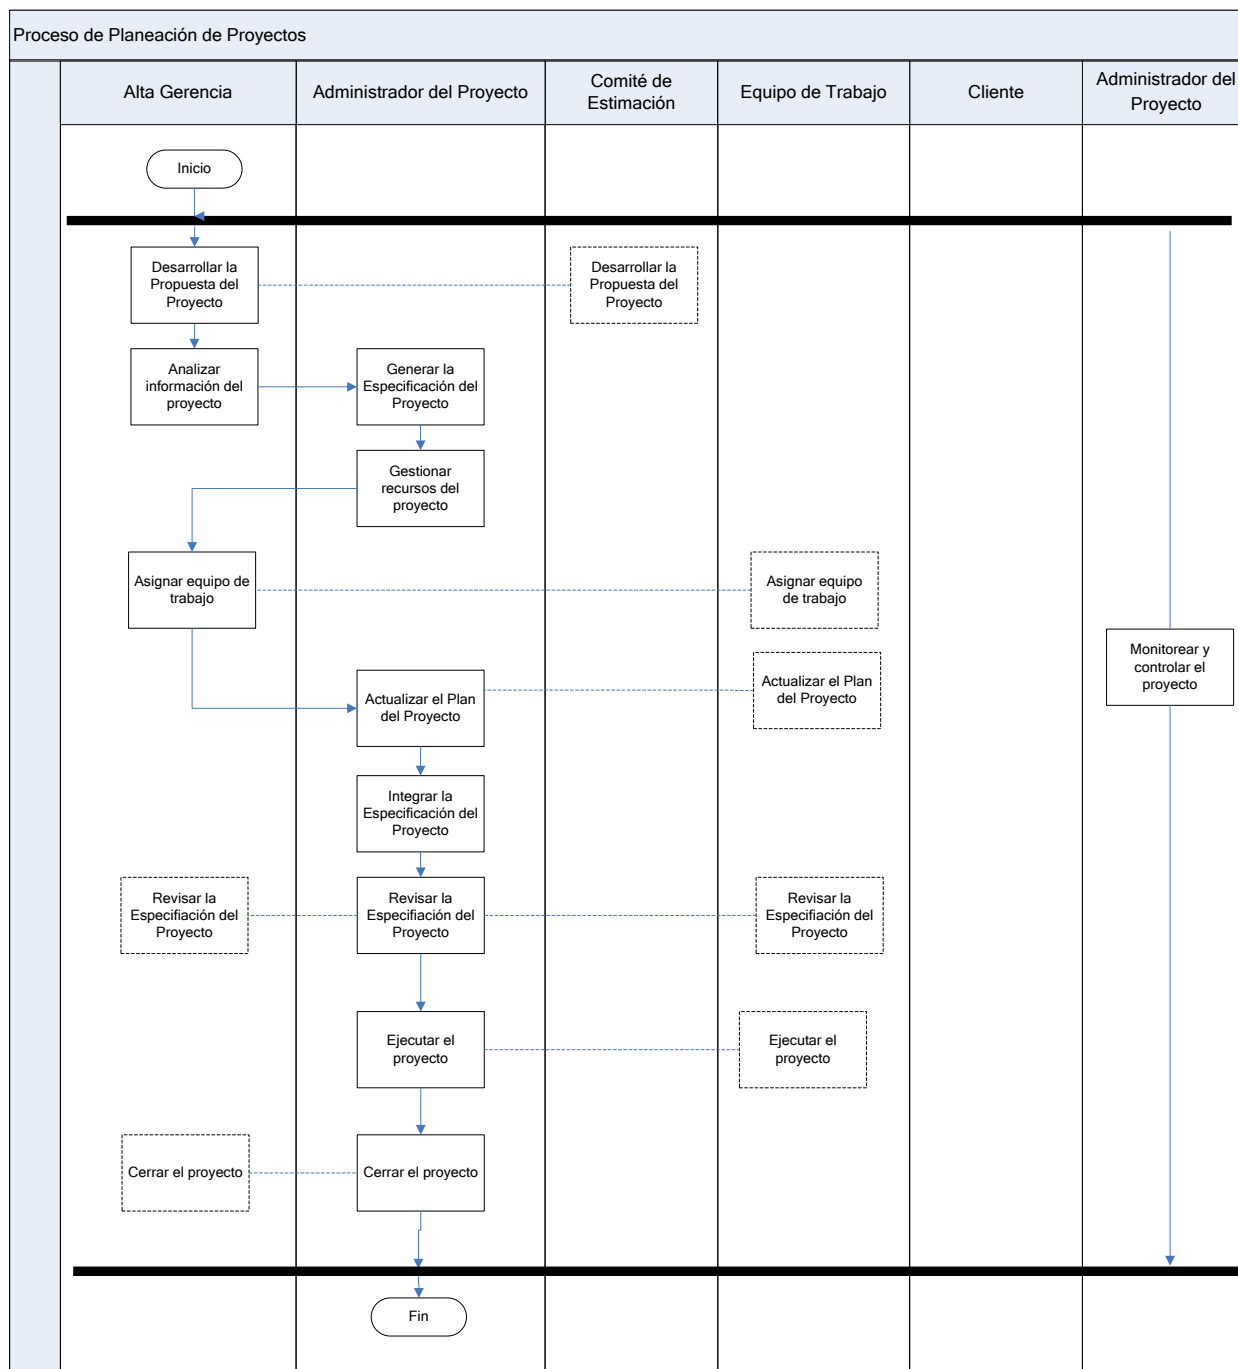 Proceso de Planeación de Proyectos
Alta Gerencia
Administrador del Proyecto
Comité de
Estimación
Equipo de Trabajo
Cliente
Administrador del
Proyecto
Inicio
Desarrollar la
Propuesta del
Proyecto
Desarrollar la
Propuesta del
Proyecto
Analizar
información del
proyecto
Generar la
Especificación del
Proyecto
Gestionar
recursos del
proyecto
Asignar equipo de
trabajo
Asignar equipo
de trabajo
Monitorear y
controlar el
proyecto
Actualizar el Plan
del Proyecto
Actualizar el Plan
del Proyecto
Integrar la
Especificación del
Proyecto
Revisar la
Especifiación del
Proyecto
Revisar la
Especifiación del
Proyecto
Revisar la
Especifiación del
Proyecto
Ejecutar el
proyecto
Ejecutar el
proyecto
Cerrar el proyecto
Cerrar el proyecto
Fin